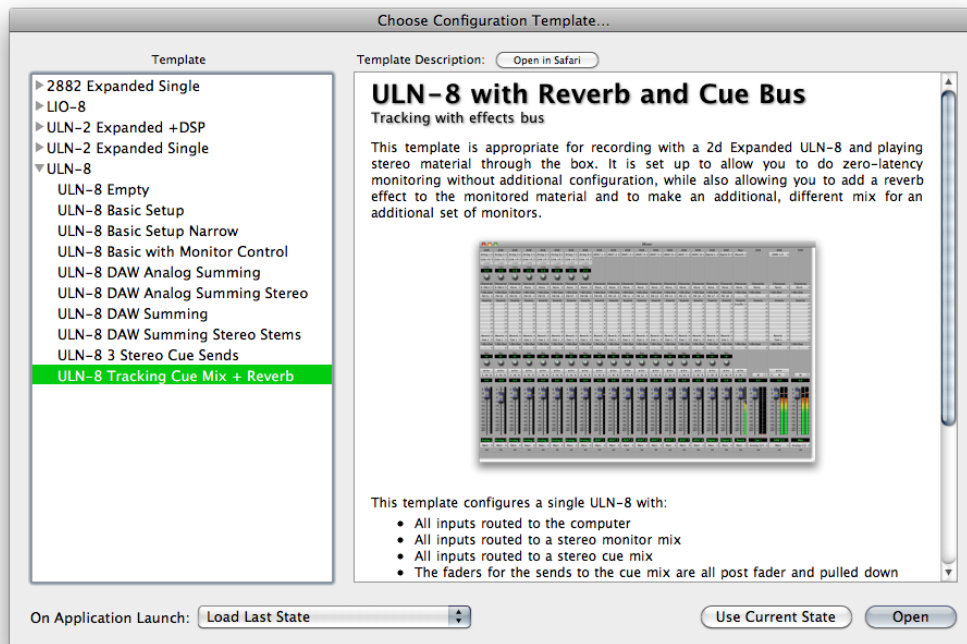 Choose Configuration Template...
Template
Template Description:
Open in Safari
2882 Expanded Single
LIO-8
ULN-2 Expanded +DSP
ULN-2 Expanded Single
ULN-8
ULN-8 Empty
ULN-8 Basic Setup
ULN-8 Basic Setup Narrow
ULN-8 Basic with Monitor Control
ULN-8 DAW Analog Summing
ULN-8 DAW Analog Summing Stereo
ULN-8 DAW Summing
ULN-8 DAW Summing Stereo Stems
ULN-8 3 Stereo Cue Sends
ULN-8 Tracking Cue Mix + Reverb
ULN-8 with Reverb and Cue Bus
Tracking with effects bus
This template is appropriate for recording with a 2d Expanded ULN-8 and playing
stereo material through the box. It is set up to allow you to do zero-latency
monitoring without additional configuration, while also allowing you to add a reverb
effect to the monitored material and to make an additional, different mix for an
additional set of monitors.
This template configures a single ULN-8 with:
• All inputs routed to the computer
• All inputs routed to a stereo monitor mix
• All inputs routed to a stereo cue mix
• The faders for the sends to the cue mix are all post fader and pulled down
On Application Launch:
Load Last State
Use Current State
Open